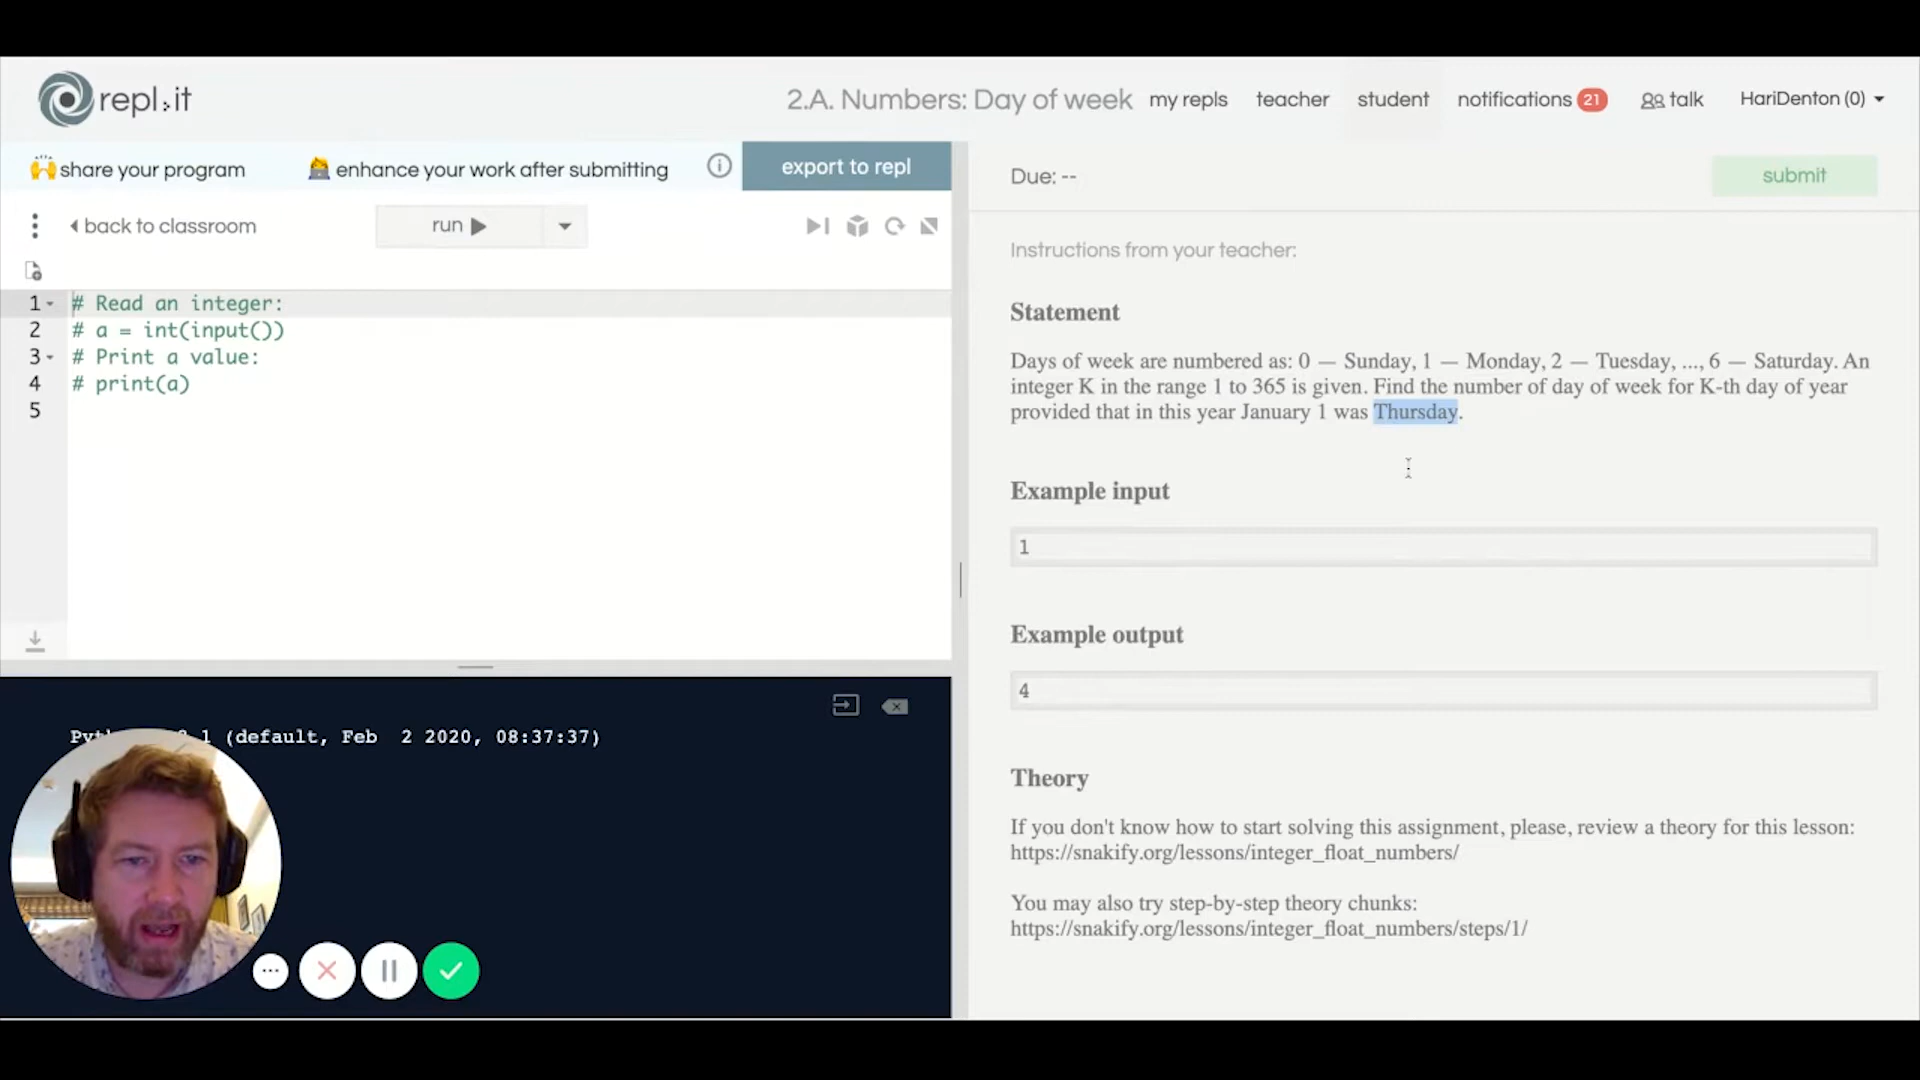 repl.it
2.A. Numbers: Day of week
my repls
teacher
student
notifications 21
talk
HariDenton (0)
share your program
enhance your work after submitting
export to repl
Due: --
submit
back to classroom
run
Instructions from your teacher:
1 # Read an integer:
2 # a = int(input())
3 # Print a value:
4 # print(a)
5
Statement
Days of week are numbered as: 0 — Sunday, 1 — Monday, 2 — Tuesday, ..., 6 — Saturday. An
integer K in the range 1 to 365 is given. Find the number of day of week for K-th day of year
provided that in this year January 1 was Thursday.
Example input
1
Example output
4
(default, Feb 2 2020, 08:37:37)
Theory
If you don't know how to start solving this assignment, please, review a theory for this lesson:
https://snakify.org/lessons/integer_float_numbers/
You may also try step-by-step theory chunks:
https://snakify.org/lessons/integer_float_numbers/steps/1/